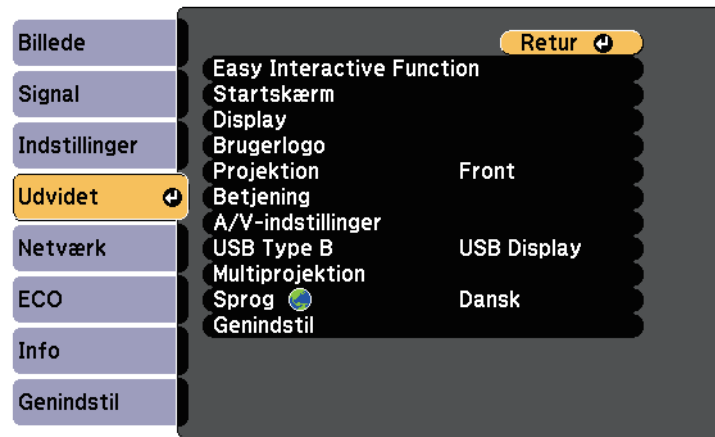 Billede
Signal
Indstillinger
Udvidet
Netværk
ECO
Info
Genindstil
Retur
Easy Interactive Function
Startskærm
Display
Brugerlogo
Projektion Front
Betjening
A/V-indstillinger
USB Type B USB Display
Multiprojektion
Sprog Dansk
Genindstil